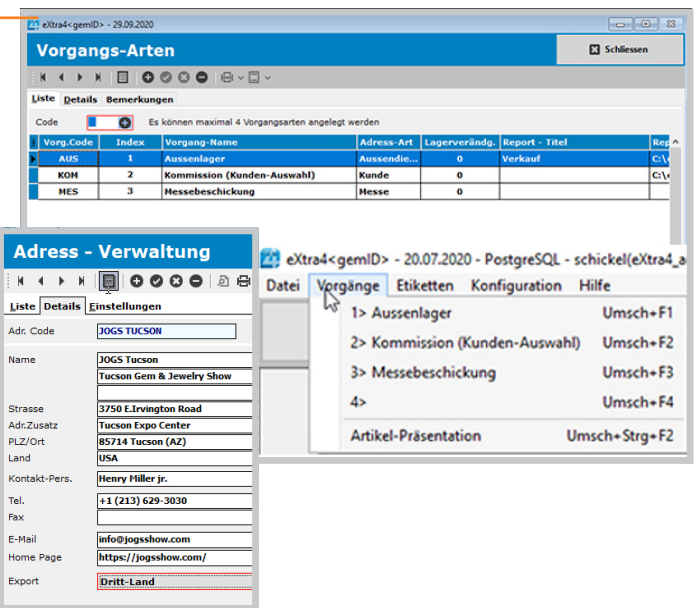 eXtra4<gemID> - 29.09.2020
Vorgangs-Arten
Schliessen
Liste Details Bemerkungen
Code Es können maximal 4 Vorgangsarten angelegt werden
Vorg.Code Index Vorgang-Name Adress-Art Lagerverändg. Report - Titel Rep
AUS 1 Aussenlager Aussendie... 0 Verkauf C:\
KOM 2 Kommission (Kunden-Auswahl) Kunde 0 C:\
MES 3 Messebeschickung Messe 0
Adress - Verwaltung
Liste Details Einstellungen
Adr. Code JOGS TUCSON
Name JOGS Tucson
Tucson Gem & Jewelry Show
Strasse 3750 E.Irvington Road
Adr.Zusatz Tucson Expo Center
PLZ/Ort 85714 Tucson (AZ)
Land USA
Kontakt-Pers. Henry Miller jr.
Tel. +1 (213) 629-3030
Fax
E-Mail info@jogsshow.com
Home Page https://jogsshow.com/
Export Dritt-Land
eXtra4<gemID> - 20.07.2020 - PostgreSQL - schickel(eXtra4_a
Datei Vorgänge Etiketten Konfiguration Hilfe
1> Aussenlager Umsch+F1
2> Kommission (Kunden-Auswahl) Umsch+F2
3> Messebeschickung Umsch+F3
4> Umsch+F4
Artikel-Präsentation Umsch+Strg+F2